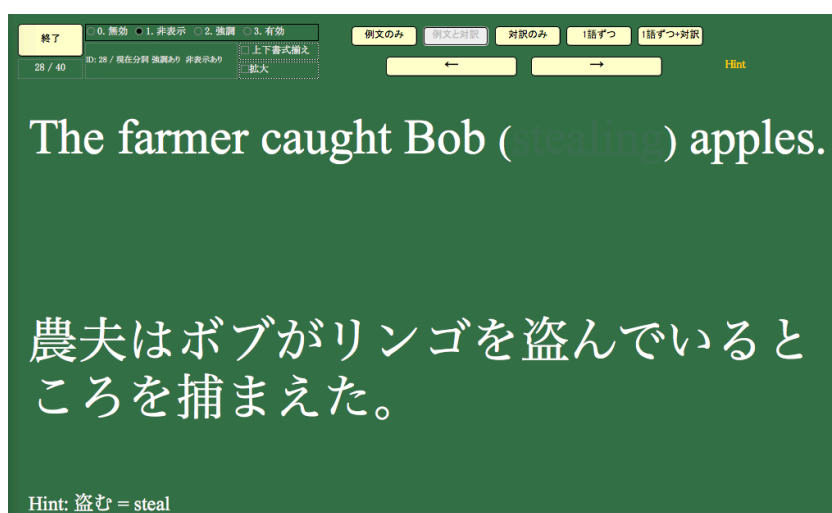 終了
0. 無効 1. 非表示 2. 強調 3. 有効
例文のみ 例文と対訳 対訳のみ 1語ずつ 1語ずつ+対訳
上下書式揃え
28 / 40
ID: 28 / 現在分詞 強調あり 非表示あり
拡大
← →
Hint
The farmer caught Bob (stealing) apples.
農夫はボブがリンゴを盗んでいると
ころを捕まえた。
Hint: 盗む = steal